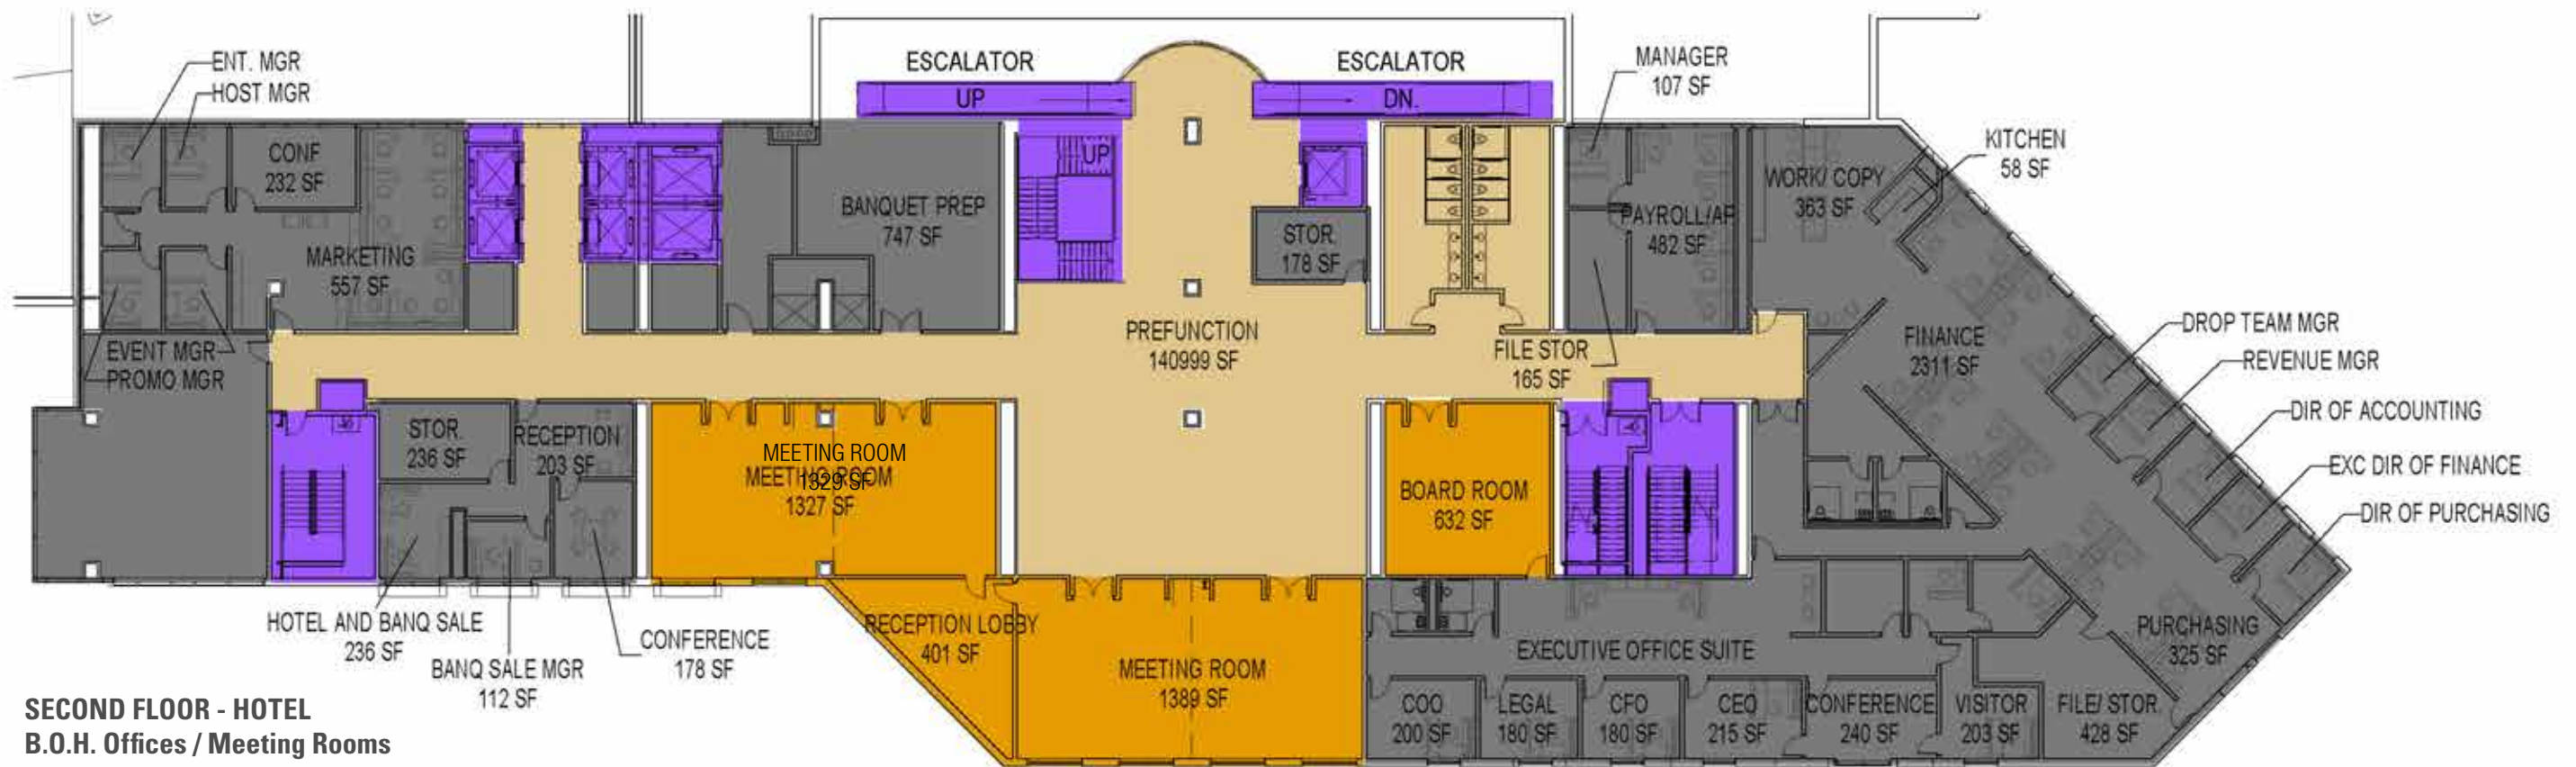 ENT. MGR
HOST MGR
ESCALATOR
ESCALATOR
UP
DN.
MANAGER
107 SF
KITCHEN
58 SF
CONF
232 SF
UP
BANQUET PREP
747 SF
STOR.
178 SF
WORK/ COPY
363 SF
PAYROLL/AP
482 SF
MARKETING
557 SF
PREFUNCTION
140999 SF
FILE STOR
165 SF
FINANCE
2311 SF
DROP TEAM MGR
REVENUE MGR
DIR OF ACCOUNTING
EXC DIR OF FINANCE
DIR OF PURCHASING
EVENT MGR
PROMO MGR
STOR.
236 SF
RECEPTION
203 SF
MEETING ROOM
1329 SF
MEETING ROOM
1327 SF
BOARD ROOM
632 SF
HOTEL AND BANQ SALE
236 SF
BANQ SALE MGR
112 SF
CONFERENCE
178 SF
RECEPTION LOBBY
401 SF
MEETING ROOM
1389 SF
EXECUTIVE OFFICE SUITE
PURCHASING
325 SF
COO
200 SF
LEGAL
180 SF
CFO
180 SF
CEO
215 SF
CONFERENCE
240 SF
VISITOR
203 SF
FILE/ STOR.
428 SF
SECOND FLOOR - HOTEL
B.O.H. Offices / Meeting Rooms